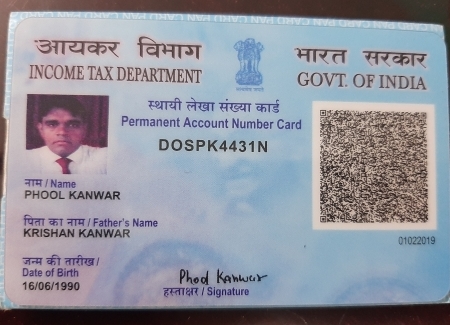 आयकर विभाग
INCOME TAX DEPARTMENT
भारत सरकार
GOVT. OF INDIA
स्थायी लेखा संख्या कार्ड
Permanent Account Number Card
DOSPK4431N
नाम / Name
PHOOL KANWAR
पिता का नाम / Father's Name
KRISHAN KANWAR
जन्म की तारीख /
Date of Birth
16/06/1990
Phool Kanwar
हस्ताक्षर / Signature
01022019